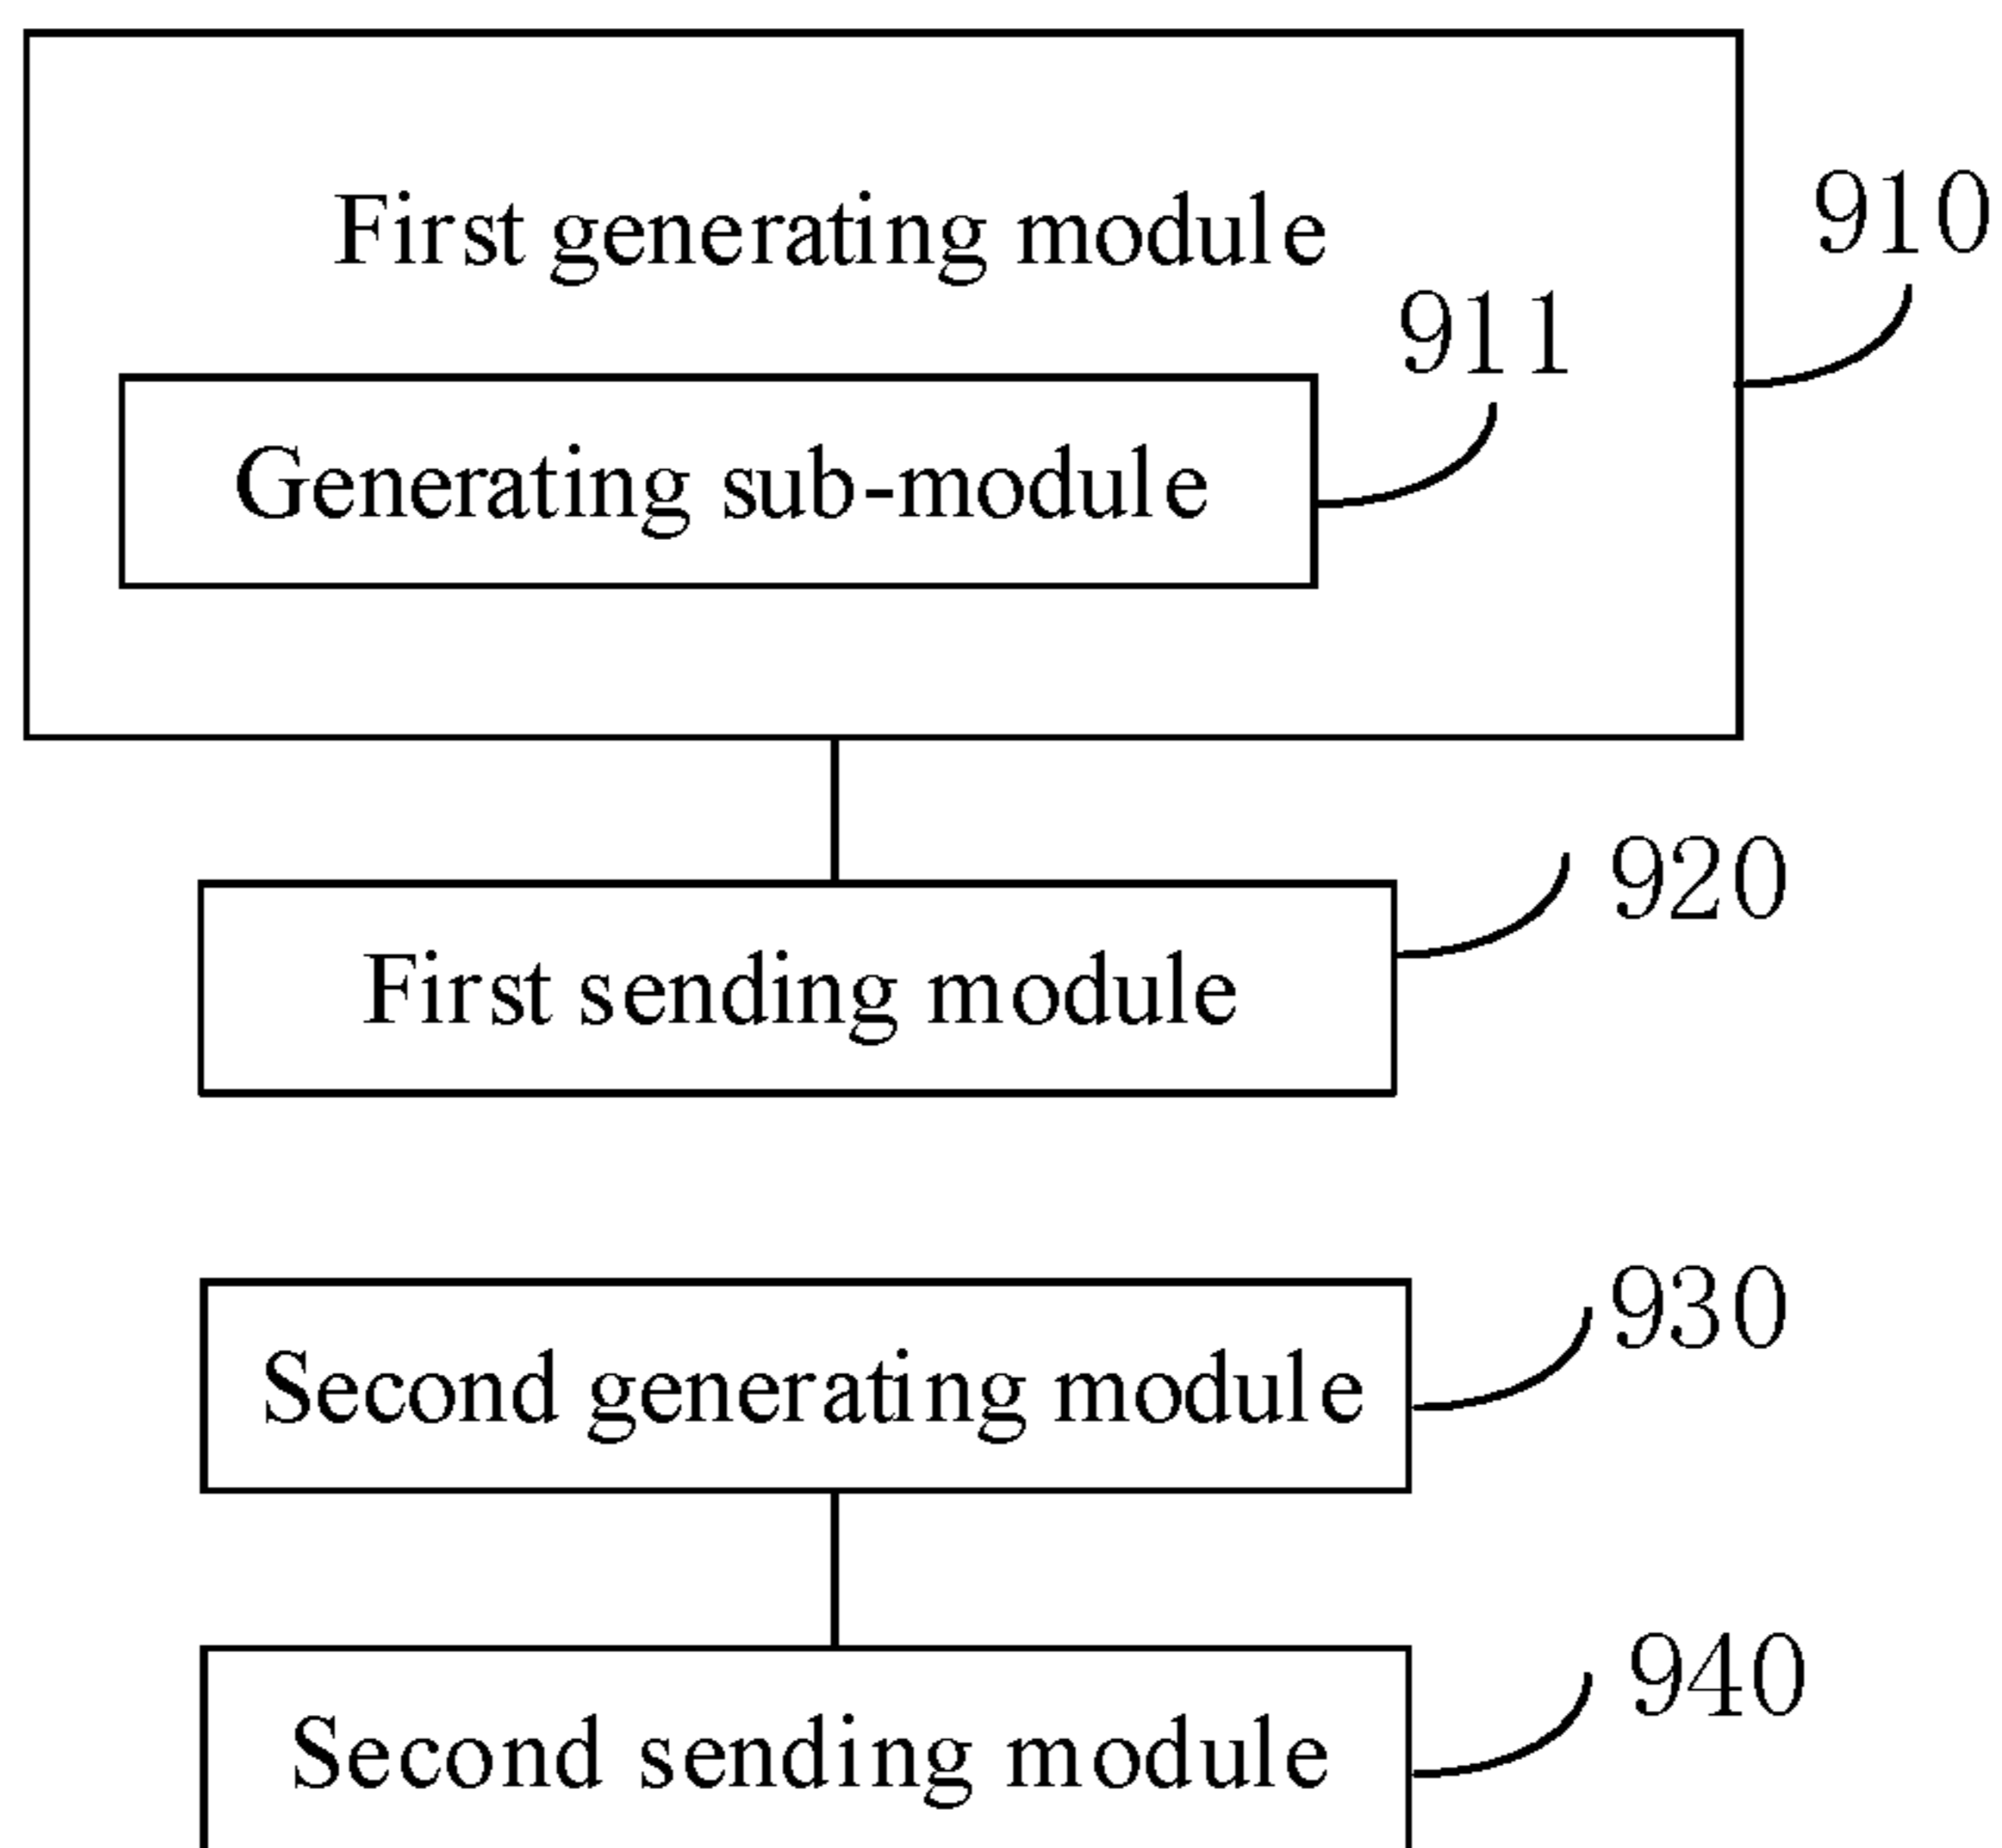 First generating module
910
911
Generating sub-module
920
First sending module
930
Second generating module
940
Second sending module